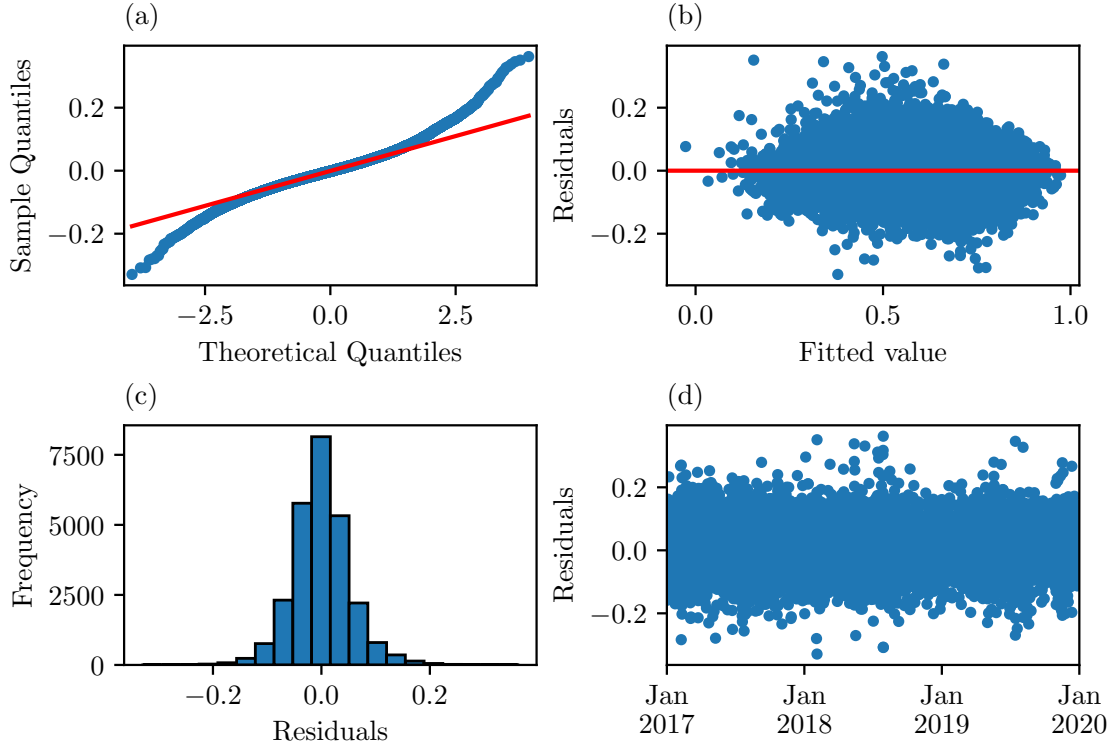 (a)
Sample Quantiles
0.2
0.0
−0.2
−2.5 0.0 2.5
Theoretical Quantiles
(b)
Residuals
0.2
0.0
−0.2
0.0 0.5 1.0
Fitted value
(c)
Frequency
7500
5000
2500
0
−0.2 0.0 0.2
Residuals
(d)
Residuals
0.2
0.0
−0.2
Jan Jan Jan Jan
2017 2018 2019 2020